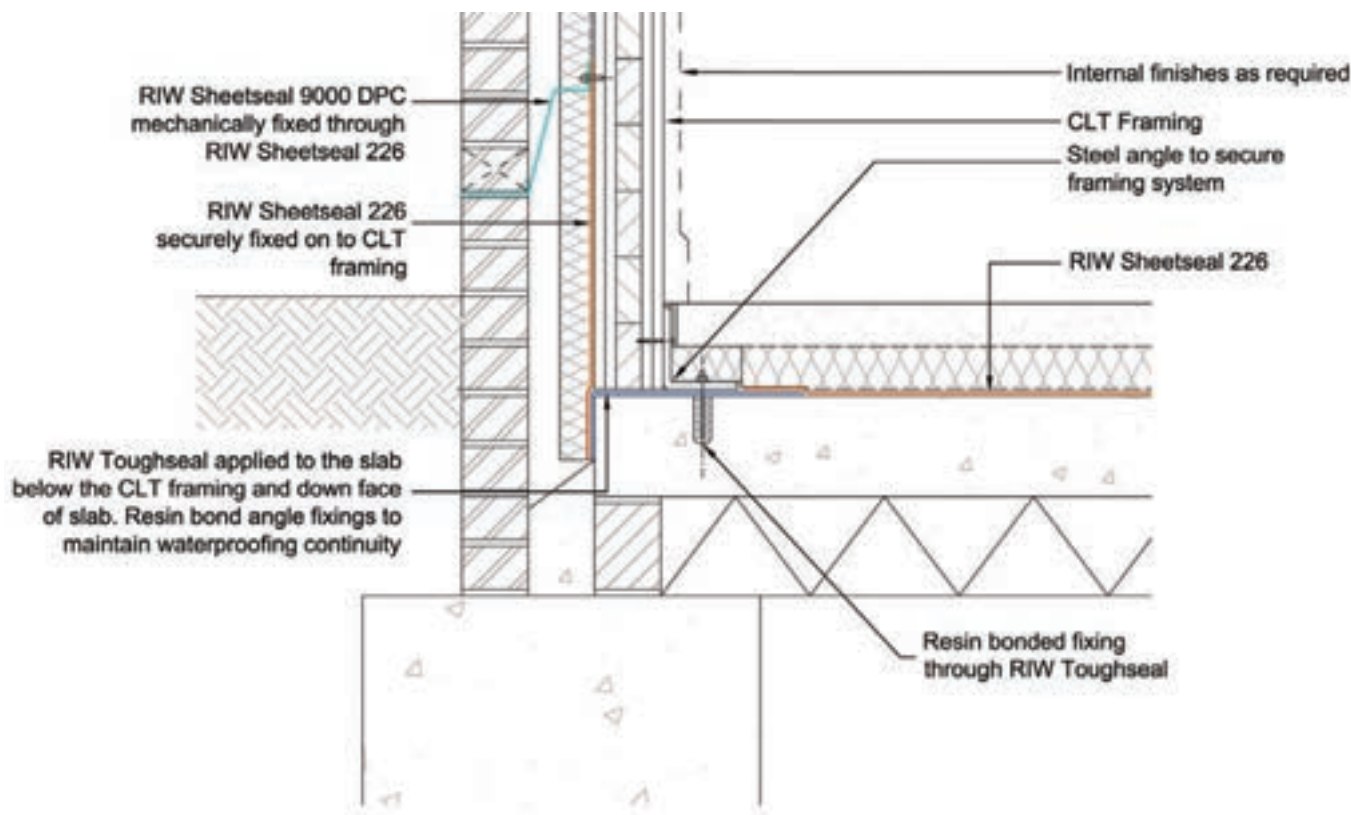 RIW Sheetseal 9000 DPC
mechanically fixed through
RIW Sheetseal 226
RIW Sheetseal 226
securely fixed on to CLT
framing
RIW Toughseal applied to the slab
below the CLT framing and down face
of slab. Resin bond angle fixings to
maintain waterproofing continuity
Internal finishes as required
CLT Framing
Steel angle to secure
framing system
RIW Sheetseal 226
Resin bonded fixing
through RIW Toughseal